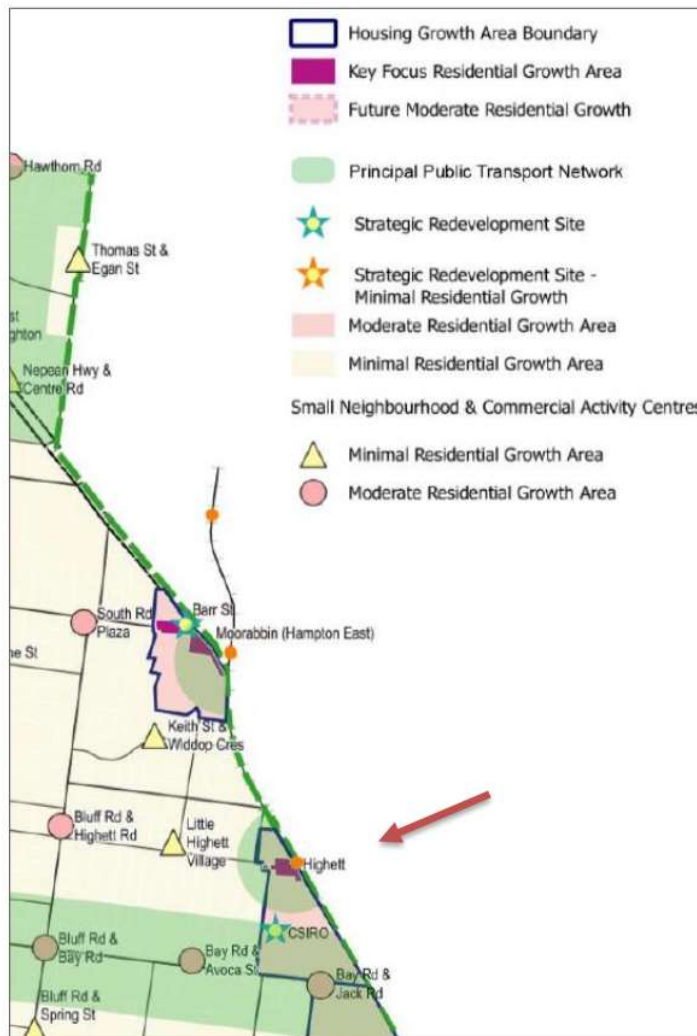 Housing Growth Area Boundary
Key Focus Residential Growth Area
Future Moderate Residential Growth
Principal Public Transport Network
Strategic Redevelopment Site
Strategic Redevelopment Site -
Minimal Residential Growth
Moderate Residential Growth Area
Minimal Residential Growth Area
Small Neighbourhood & Commercial Activity Centres
Minimal Residential Growth Area
Moderate Residential Growth Area
Hawthorn Rd
Thomas St &
Egan St
st
ghton
Nepean Hwy &
Centre Rd
South Rd
Plaza
Barr St
Moorabbin (Hampton East)
ne St
Keith St &
Widdop Cres
Bluff Rd &
Highett Rd
Little
Highett
Village
Highett
CSIRO
Bluff Rd &
Bay Rd
Bay Rd &
Avoca St
Bay Rd &
Jack Rd
Bluff Rd &
Spring St